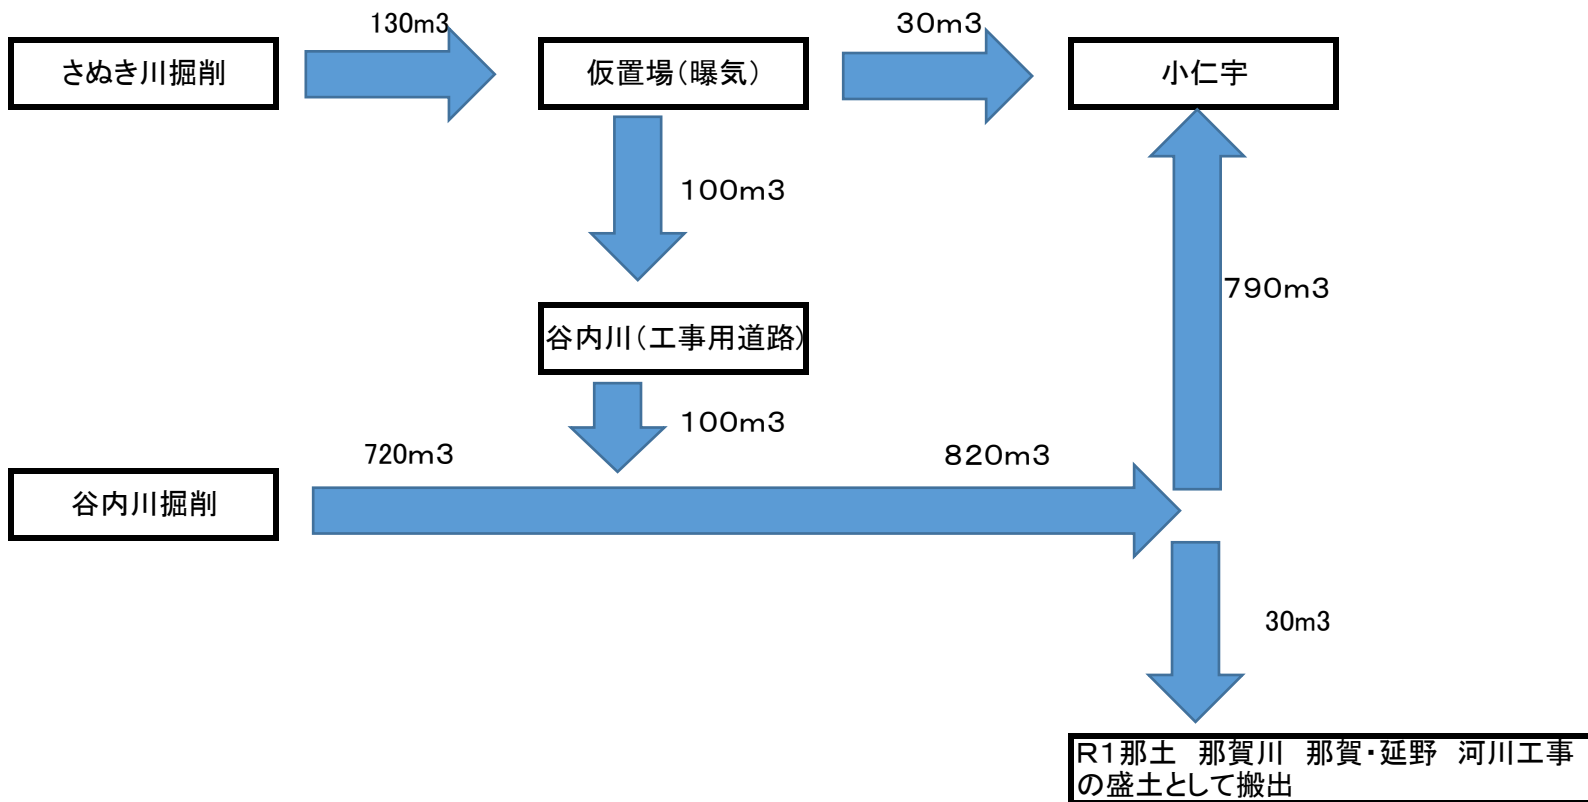 130m3
30ｍ3
さぬき川掘削
仮置場（曝気）
小仁宇
１００ｍ３
７９０ｍ３
谷内川（工事用道路）
１００ｍ３
720ｍ3
８２０ｍ３
谷内川掘削
30ｍ3
Ｒ１那土　那賀川　那賀・延野　河川工事
の盛土として搬出